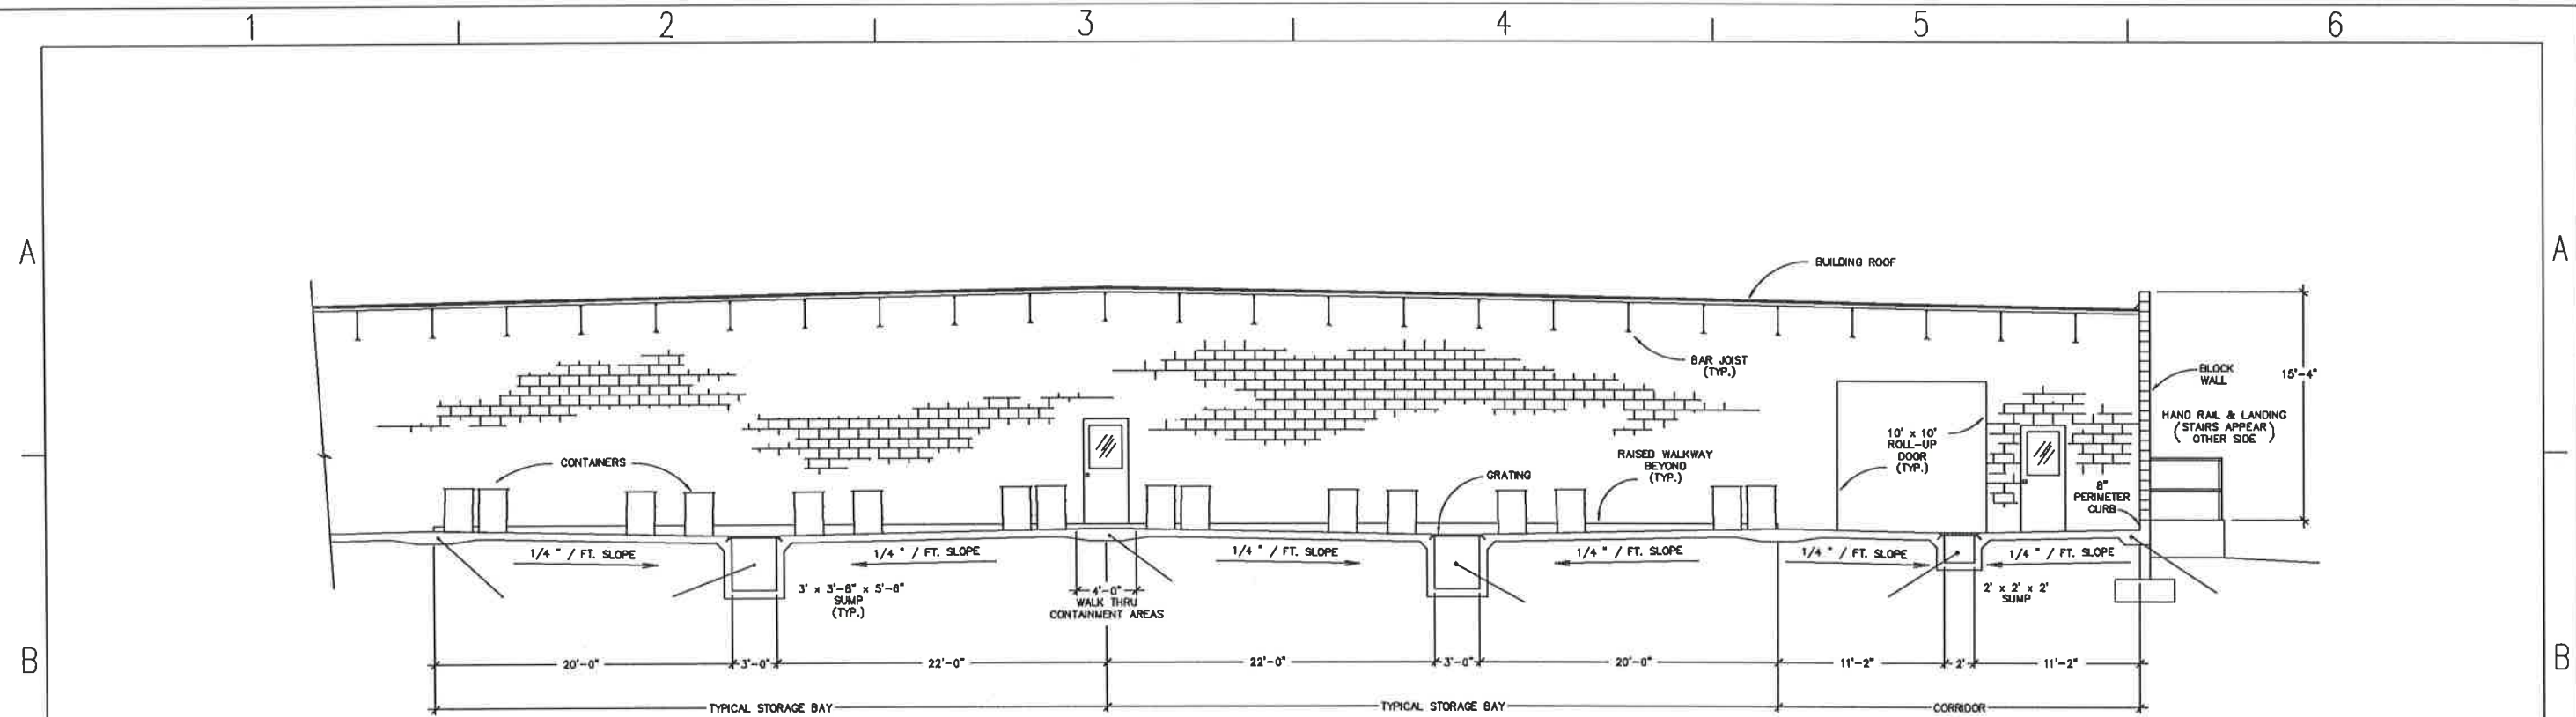 1 2 3 4 5 6
A A
BUILDING ROOF
BAR JOIST
(TYP.)
BLOCK
WALL
15'-4"
HAND RAIL & LANDING
(STAIRS APPEAR)
OTHER SIDE
10' x 10'
ROLL-UP
DOOR
(TYP.)
CONTAINERS
RAISED WALKWAY
BEYOND
(TYP.)
GRATING
8"
PERIMETER
CURB
1/4 " / FT. SLOPE
1/4 " / FT. SLOPE
1/4 " / FT. SLOPE
1/4 " / FT. SLOPE
1/4 " / FT. SLOPE
1/4 " / FT. SLOPE
3' x 3'-6" x 5'-6"
SUMP
(TYP.)
4'-0"
WALK THRU
CONTAINMENT AREAS
2' x 2' x 2'
SUMP
B B
20'-0" 3'-0" 22'-0" 22'-0" 3'-0" 20'-0" 11'-2" 2' 11'-2"
TYPICAL STORAGE BAY TYPICAL STORAGE BAY CORRIDOR